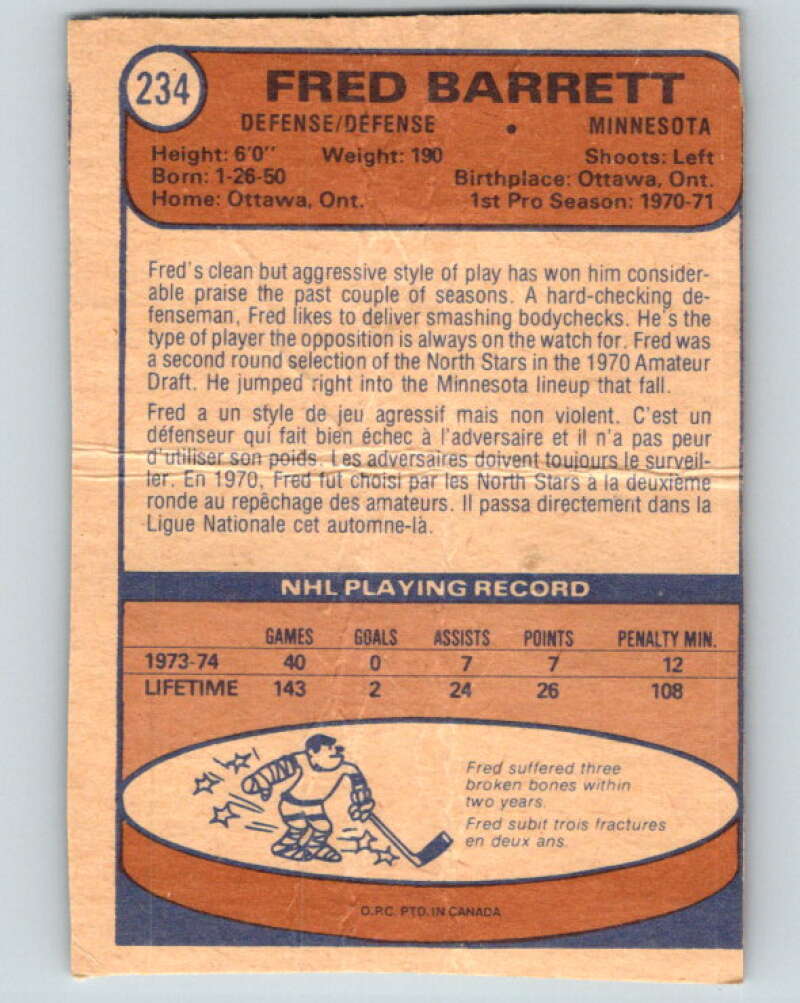 234
FRED BARRETT
DEFENSE/DÉFENSE • MINNESOTA
Height: 6'0" Weight: 190 Shoots: Left
Born: 1-26-50 Birthplace: Ottawa, Ont.
Home: Ottawa, Ont. 1st Pro Season: 1970-71
Fred's clean but aggressive style of play has won him consider-
able praise the past couple of seasons. A hard-checking de-
fenseman, Fred likes to deliver smashing bodychecks. He's the
type of player the opposition is always on the watch for. Fred was
a second round selection of the North Stars in the 1970 Amateur
Draft. He jumped right into the Minnesota lineup that fall.
Fred a un style de jeu agressif mais non violent. C'est un
défenseur qui fait bien échec à l'adversaire et il n'a pas peur
d'utiliser son poids. Les adversaires doivent toujours le surveil-
ler. En 1970, Fred fut choisi par les North Stars à la deuxième
ronde au repêchage des amateurs. Il passa directement dans la
Ligue Nationale cet automne-là.
NHL PLAYING RECORD
GAMES GOALS ASSISTS POINTS PENALTY MIN.
1973-74 40 0 7 7 12
LIFETIME 143 2 24 26 108
Fred suffered three
broken bones within
two years.
Fred subit trois fractures
en deux ans.
O.P.C. PTD. IN CANADA